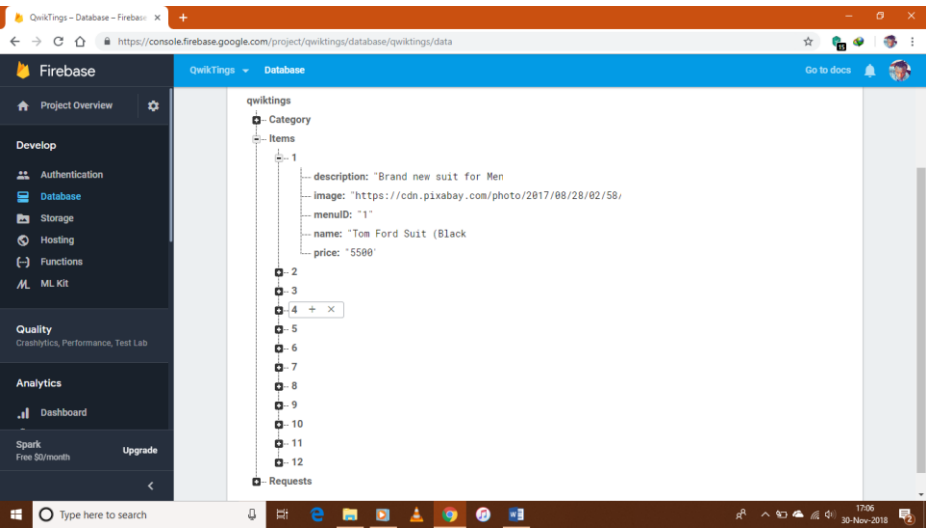 QwikTings – Database – Firebase
https://console.firebase.google.com/project/qwiktings/database/qwiktings/data
Firebase
QwikTings Database
Go to docs
Project Overview
Develop
Authentication
Database
Storage
Hosting
Functions
ML Kit
Quality
Crashlytics, Performance, Test Lab
Analytics
Dashboard
Spark
Free $0/month
Upgrade
qwiktings
Category
Items
1
description: "Brand new suit for Men
image: "https://cdn.pixabay.com/photo/2017/08/28/02/58/
menuID: "1"
name: "Tom Ford Suit (Black
price: "5500"
2
3
4
5
6
7
8
9
10
11
12
Requests
Type here to search
17:06
30-Nov-2018